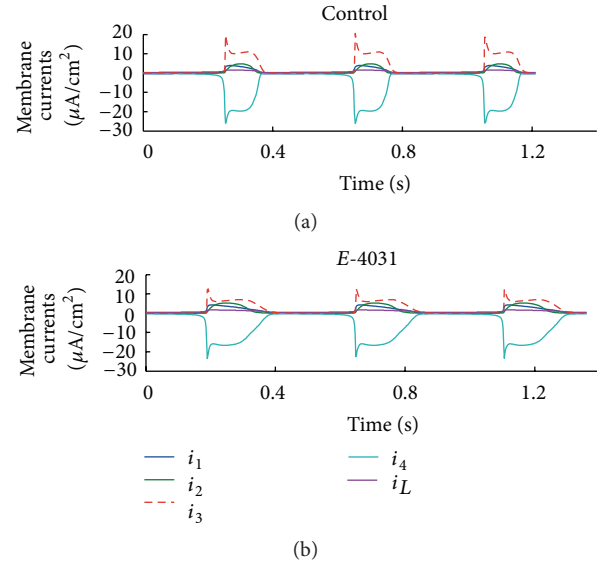 Control
Membrane
currents
(μA/cm²)
20
10
0
−10
−20
−30
0 0.4 0.8 1.2
Time (s)
(a)
E-4031
Membrane
currents
(μA/cm²)
20
10
0
−10
−20
−30
0 0.4 0.8 1.2
Time (s)
i1 i4
i2 iL
i3
(b)